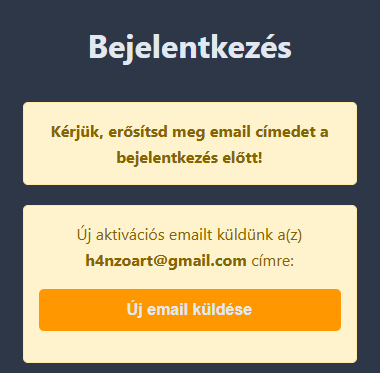 Bejelentkezés
Kérjük, erősítsd meg email címedet a
bejelentkezés előtt!
Új aktivációs emailt küldünk a(z)
h4nzoart@gmail.com címre:
Új email küldése